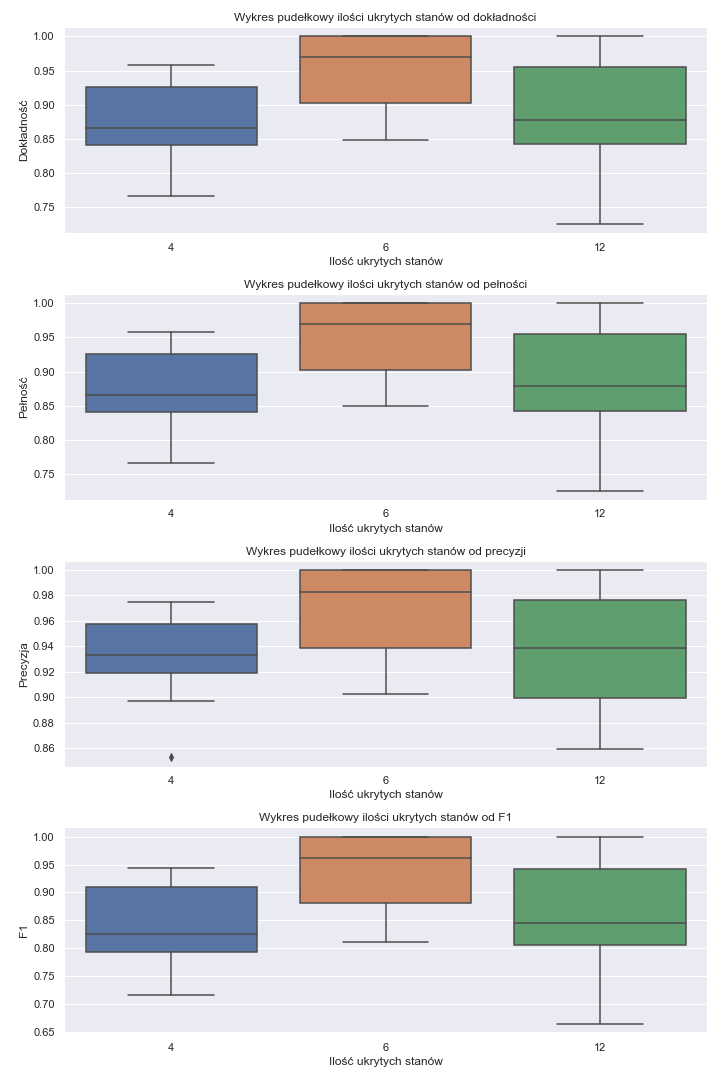 Wykres pudełkowy ilości ukrytych stanów od dokładności
1.00
0.95
0.90
0.85
0.80
0.75
Dokładność
4 6 12
Ilość ukrytych stanów
Wykres pudełkowy ilości ukrytych stanów od pełności
1.00
0.95
0.90
0.85
0.80
0.75
Pełność
4 6 12
Ilość ukrytych stanów
Wykres pudełkowy ilości ukrytych stanów od precyzji
1.00
0.98
0.96
0.94
0.92
0.90
0.88
0.86
Precyzja
4 6 12
Ilość ukrytych stanów
Wykres pudełkowy ilości ukrytych stanów od F1
1.00
0.95
0.90
0.85
0.80
0.75
0.70
0.65
F1
4 6 12
Ilość ukrytych stanów